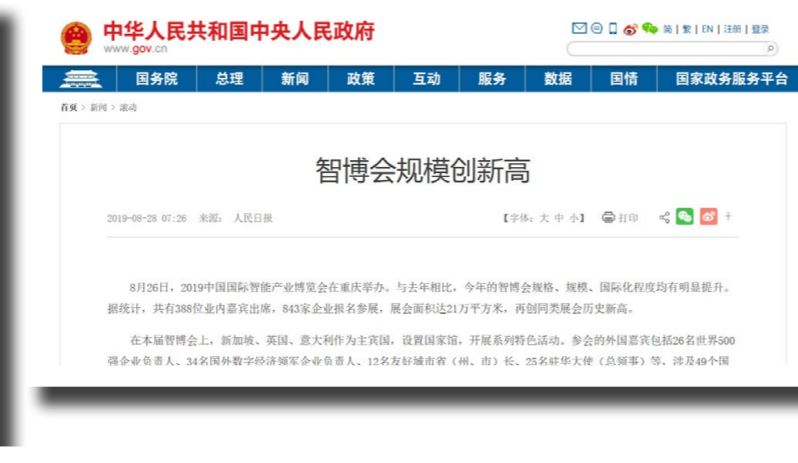 中华人民共和国中央人民政府
www.gov.cn
简 | 繁 | EN | 注册 | 登录
国务院 总理 新闻 政策 互动 服务 数据 国情 国家政务服务平台
首页 > 新闻 > 滚动
智博会规模创新高
2019-08-28 07:26 来源: 人民日报 【字体: 大 中 小】 打印
8月26日，2019中国国际智能产业博览会在重庆举办。与去年相比，今年的智博会规格、规模、国际化程度均有明显提升。
据统计，共有388位业内嘉宾出席，843家企业报名参展，展会面积达21万平方米，再创同类展会历史新高。
在本届智博会上，新加坡、英国、意大利作为主宾国，设置国家馆，开展系列特色活动。参会的外国嘉宾包括26名世界500
强企业负责人、34名国外数字经济领军企业负责人、12名友好城市省（州、市）长、25名驻华大使（总领事）等，涉及49个国